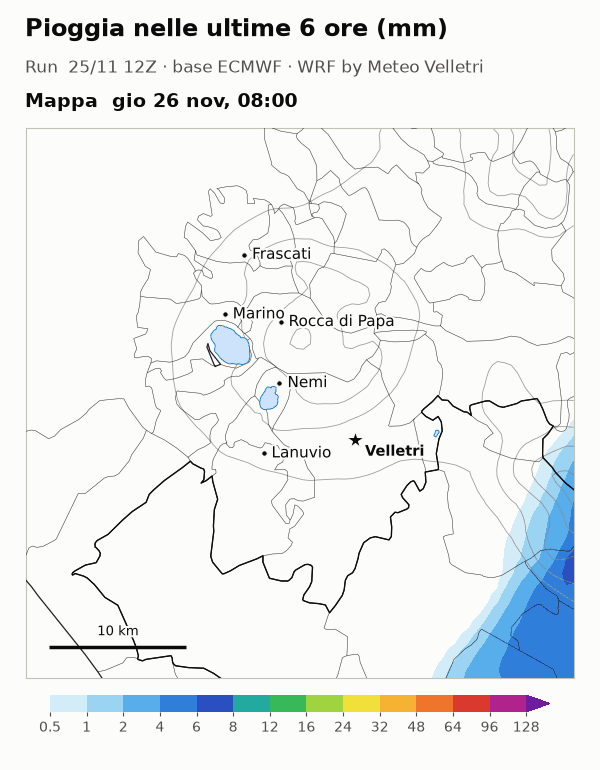 Pioggia nelle ultime 6 ore (mm)
Run  25/11 12Z · base ECMWF · WRF by Meteo Velletri
Mappa  gio 26 nov, 08:00
Frascati
Marino
Rocca di Papa
Nemi
Velletri
Lanuvio
10 km
0.5 1 2 4 6 8 12 16 24 32 48 64 96 128